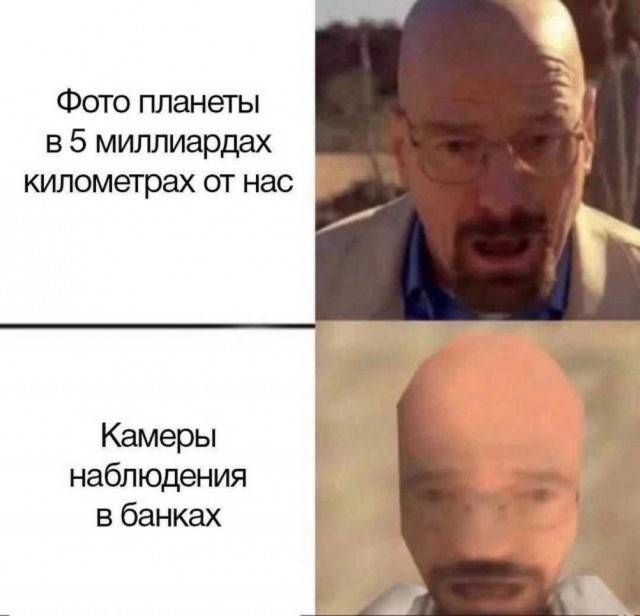 Фото планеты
в 5 миллиардах
километрах от нас
Камеры
наблюдения
в банках